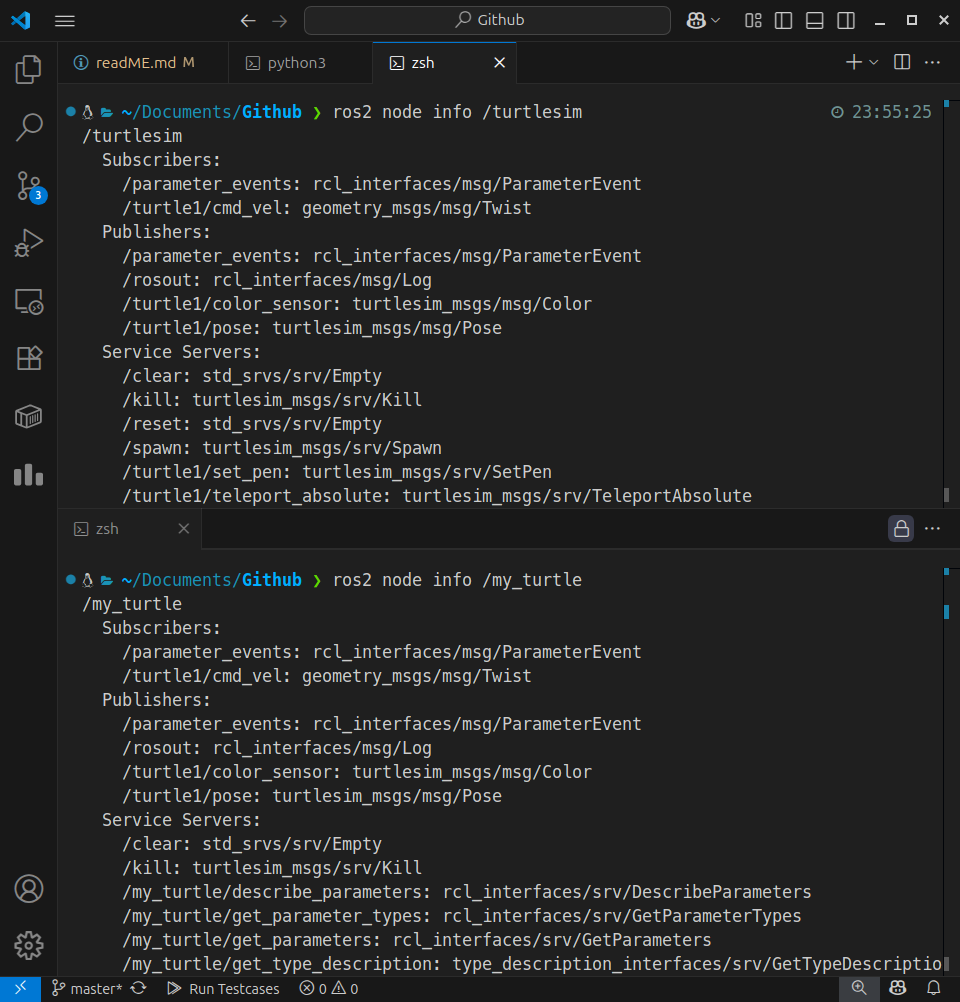 Github
readME.md M
python3
zsh
~/Documents/Github ❯ ros2 node info /turtlesim 23:55:25
/turtlesim
Subscribers:
/parameter_events: rcl_interfaces/msg/ParameterEvent
/turtle1/cmd_vel: geometry_msgs/msg/Twist
Publishers:
/parameter_events: rcl_interfaces/msg/ParameterEvent
/rosout: rcl_interfaces/msg/Log
/turtle1/color_sensor: turtlesim_msgs/msg/Color
/turtle1/pose: turtlesim_msgs/msg/Pose
Service Servers:
/clear: std_srvs/srv/Empty
/kill: turtlesim_msgs/srv/Kill
/reset: std_srvs/srv/Empty
/spawn: turtlesim_msgs/srv/Spawn
/turtle1/set_pen: turtlesim_msgs/srv/SetPen
/turtle1/teleport_absolute: turtlesim_msgs/srv/TeleportAbsolute
zsh
3
~/Documents/Github ❯ ros2 node info /my_turtle
/my_turtle
Subscribers:
/parameter_events: rcl_interfaces/msg/ParameterEvent
/turtle1/cmd_vel: geometry_msgs/msg/Twist
Publishers:
/parameter_events: rcl_interfaces/msg/ParameterEvent
/rosout: rcl_interfaces/msg/Log
/turtle1/color_sensor: turtlesim_msgs/msg/Color
/turtle1/pose: turtlesim_msgs/msg/Pose
Service Servers:
/clear: std_srvs/srv/Empty
/kill: turtlesim_msgs/srv/Kill
/my_turtle/describe_parameters: rcl_interfaces/srv/DescribeParameters
/my_turtle/get_parameter_types: rcl_interfaces/srv/GetParameterTypes
/my_turtle/get_parameters: rcl_interfaces/srv/GetParameters
/my_turtle/get_type_description: type_description_interfaces/srv/GetTypeDescriptio
master* Run Testcases 0 0